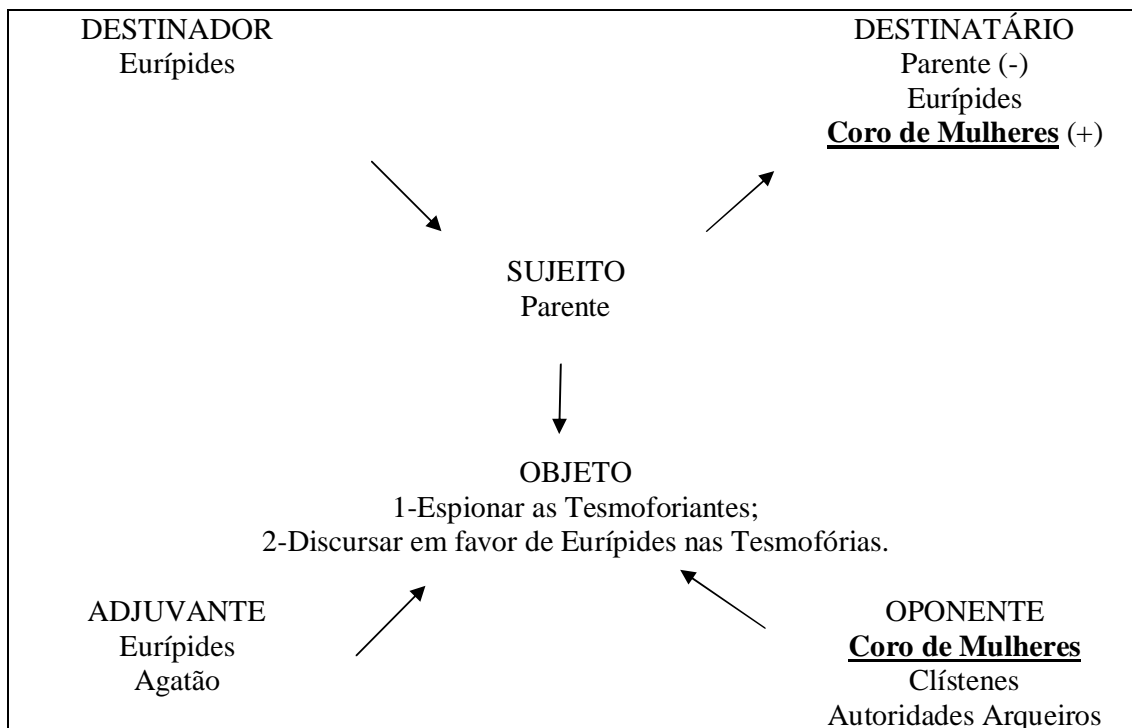 DESTINADOR
Eurípides
DESTINATÁRIO
Parente (-)
Eurípides
Coro de Mulheres (+)
SUJEITO
Parente
OBJETO
1-Espionar as Tesmoforiantes;
2-Discursar em favor de Eurípides nas Tesmofórias.
ADJUVANTE
Eurípides
Agatão
OPONENTE
Coro de Mulheres
Clístenes
Autoridades Arqueiros